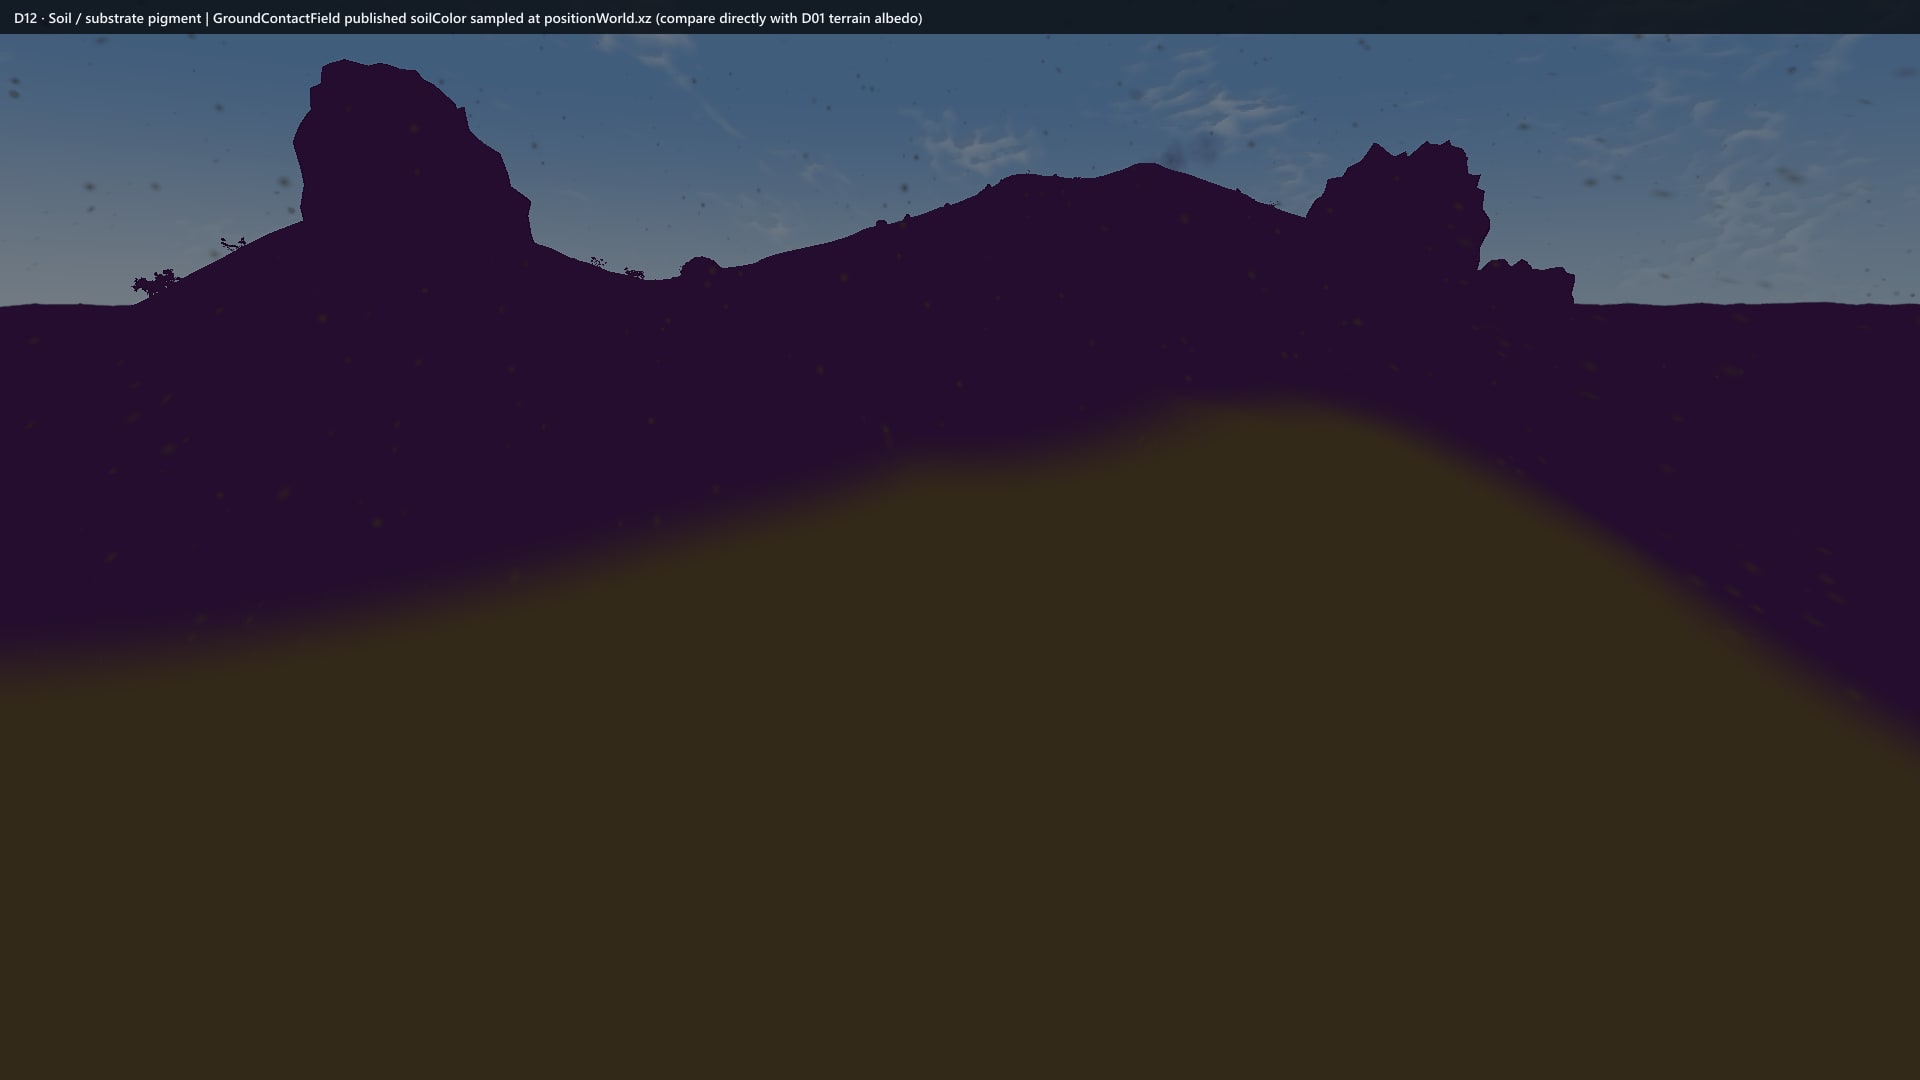 D12 · Soil / substrate pigment | GroundContactField published soilColor sampled at positionWorld.xz (compare directly with D01 terrain albedo)